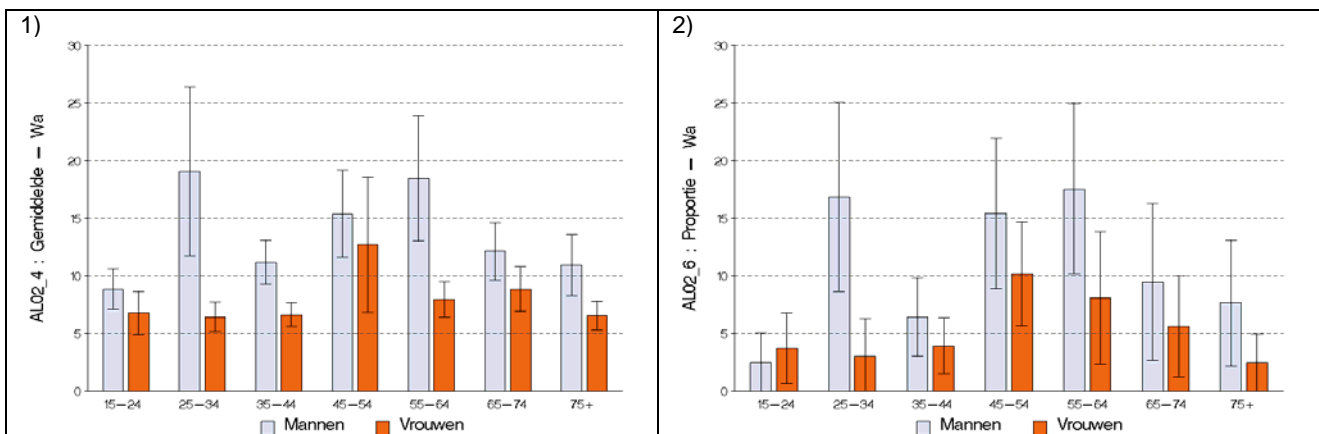 1)
30
25
20
15
10
5
0
AL02_4 : Gemiddelde – Wa
15–24 25–34 35–44 45–54 55–64 65–74 75+
Mannen Vrouwen
2)
30
25
20
15
10
5
0
AL02_6 : Proportie – Wa
15–24 25–34 35–44 45–54 55–64 65–74 75+
Mannen Vrouwen